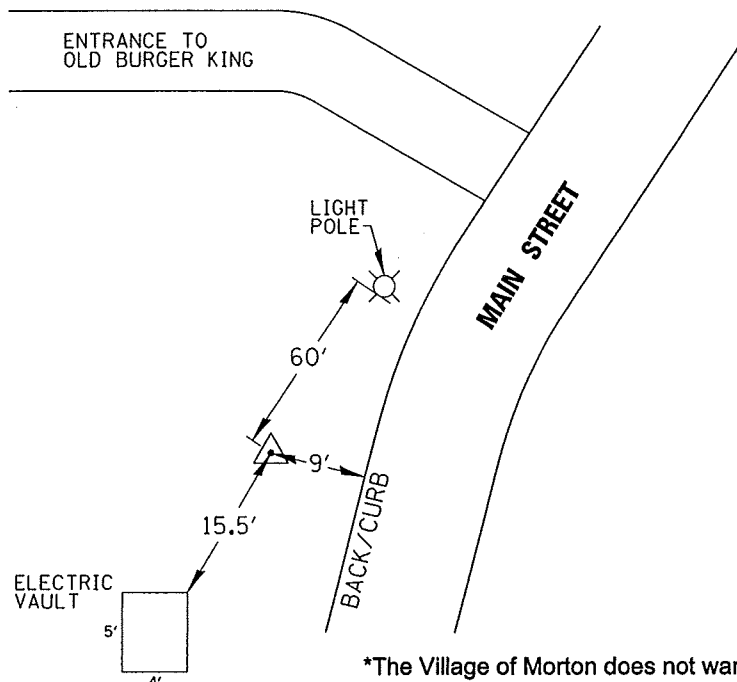 ENTRANCE TO
OLD BURGER KING
LIGHT
POLE
MAIN STREET
60'
9'
15.5'
BACK/CURB
ELECTRIC
VAULT
5'
4'
*The Village of Morton does not war